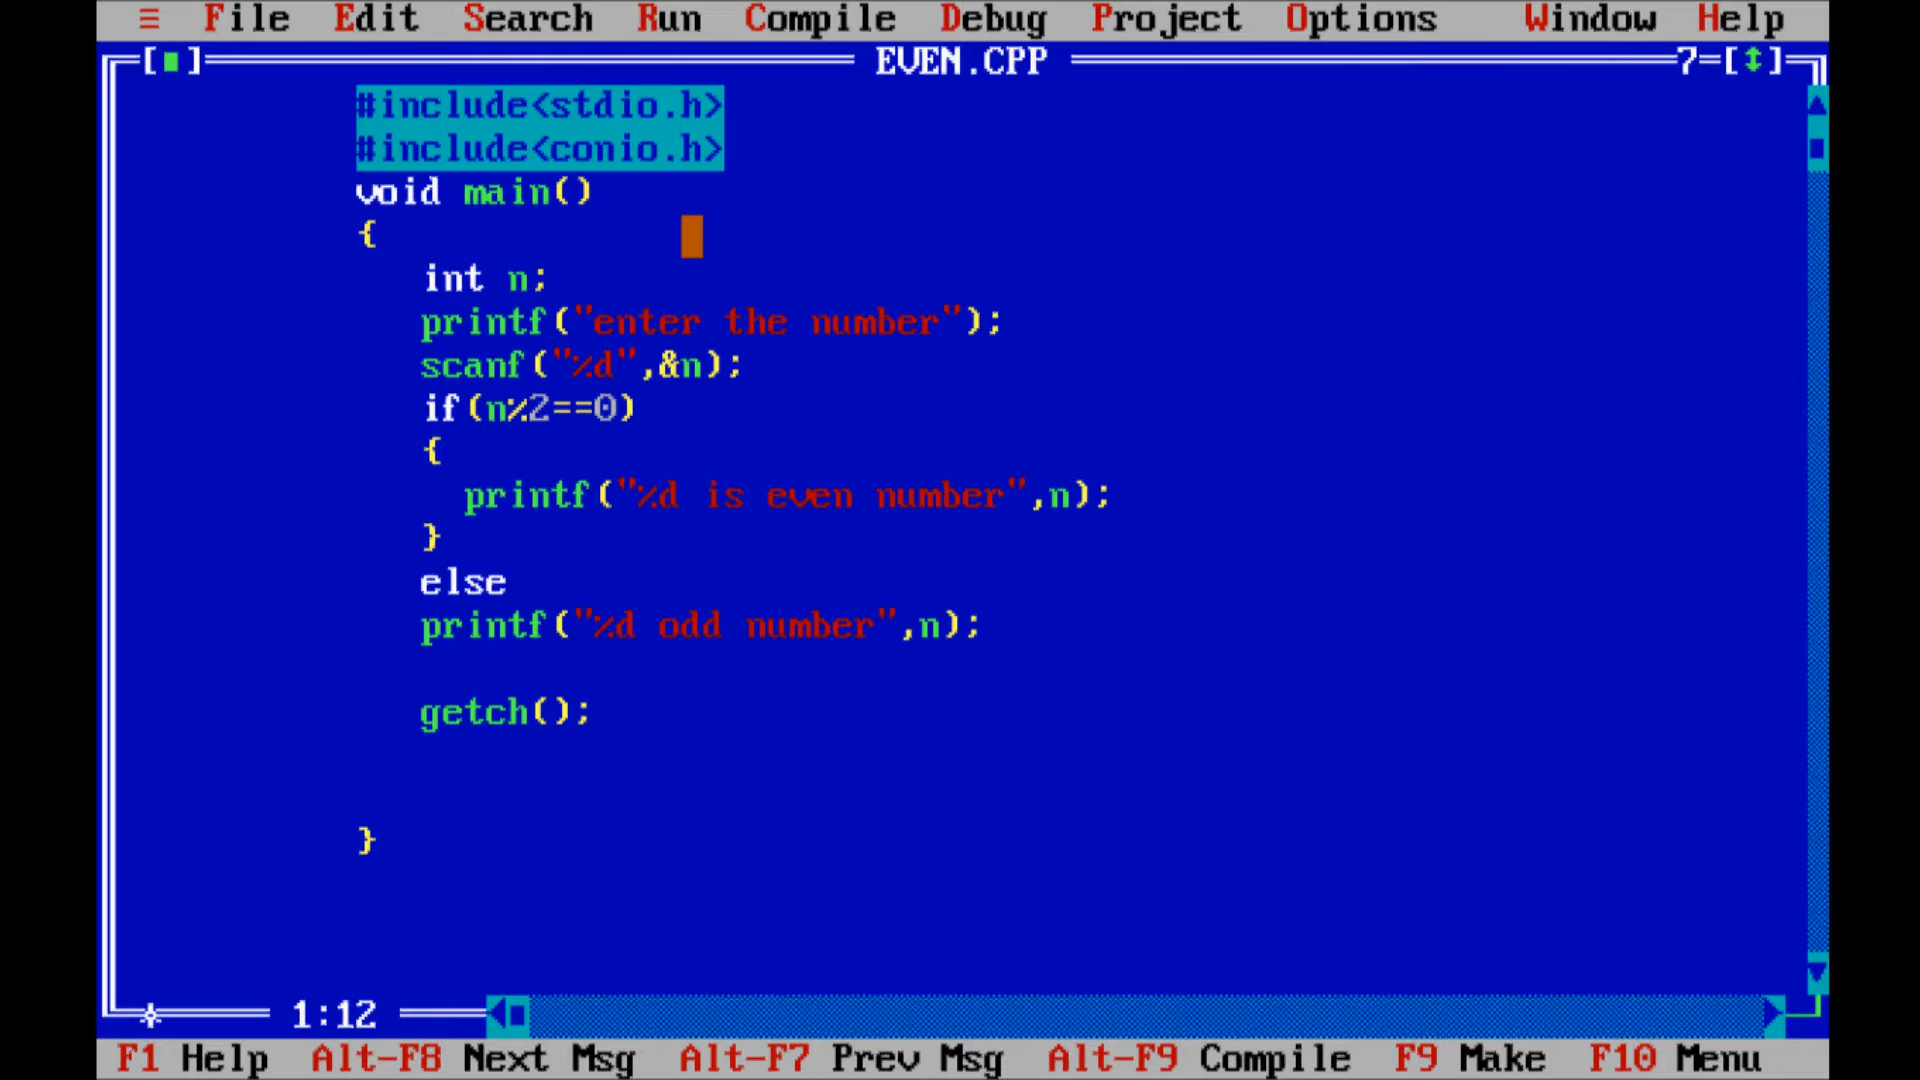 ≡ File Edit Search Run Compile Debug Project Options Window Help
[■] EVEN.CPP 7=[↕]
#include<stdio.h>
#include<conio.h>
void main()
{
int n;
printf("enter the number");
scanf("%d",&n);
if(n%2==0)
{
printf("%d is even number",n);
}
else
printf("%d odd number",n);
getch();
}
1:12
F1 Help Alt-F8 Next Msg Alt-F7 Prev Msg Alt-F9 Compile F9 Make F10 Menu